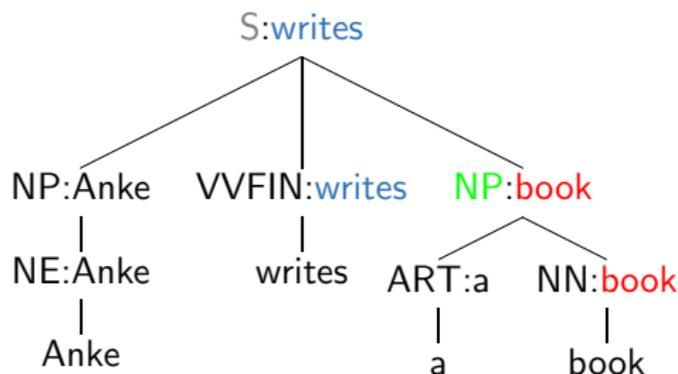 S:writes
NP:Anke VVFIN:writes NP:book
NE:Anke writes ART:a NN:book
Anke a book